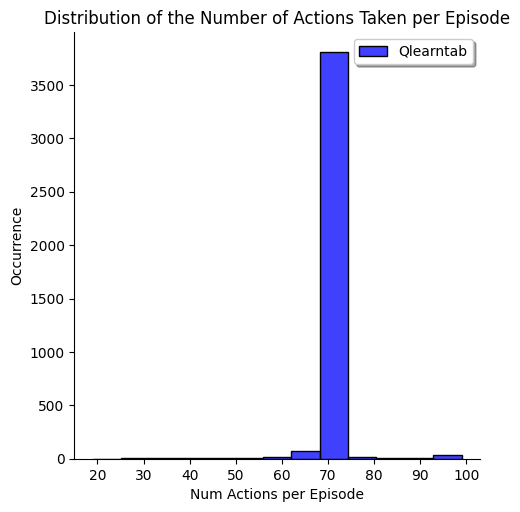 Distribution of the Number of Actions Taken per Episode
Qlearntab
Occurrence
3500
3000
2500
2000
1500
1000
500
0
20 30 40 50 60 70 80 90 100
Num Actions per Episode